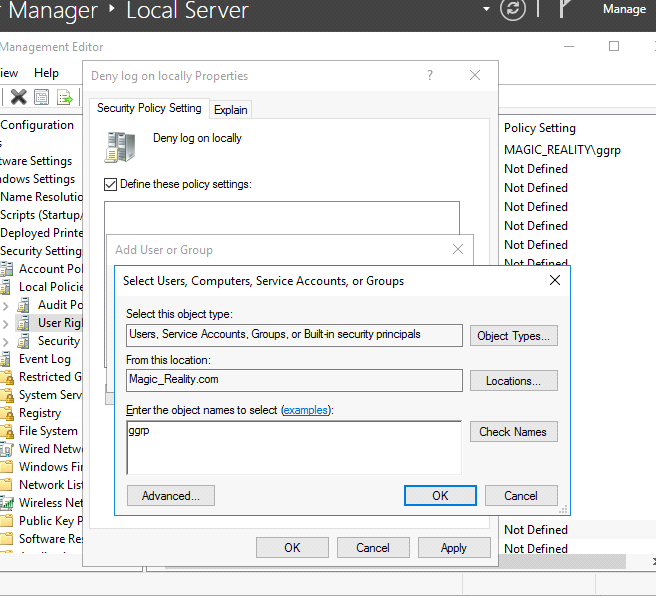 Manager ‣ Local Server
Manage
Management Editor
Help
Deny log on locally Properties
?
Security Policy Setting
Explain
Deny log on locally
Define these policy settings:
Add User or Group
Select Users, Computers, Service Accounts, or Groups
Select this object type:
Users, Service Accounts, Groups, or Built-in security principals
Object Types...
From this location:
Magic_Reality.com
Locations...
Enter the object names to select (examples):
ggrp
Check Names
Advanced...
OK
Cancel
OK
Cancel
Apply
Configuration
tware Settings
ndows Settings
Name Resolutio
Scripts (Startup/
Deployed Printe
Security Setting
Account Pol
Local Policie
Audit Po
User Rig
Security
Event Log
Restricted G
System Serv
Registry
File System
Wired Netw
Windows Fi
Network List
Wireless Net
Public Key P
Software Res
Policy Setting
MAGIC_REALITY\ggrp
Not Defined
Not Defined
Not Defined
Not Defined
Not Defined
Not Defined
Not Defined
Not Defined